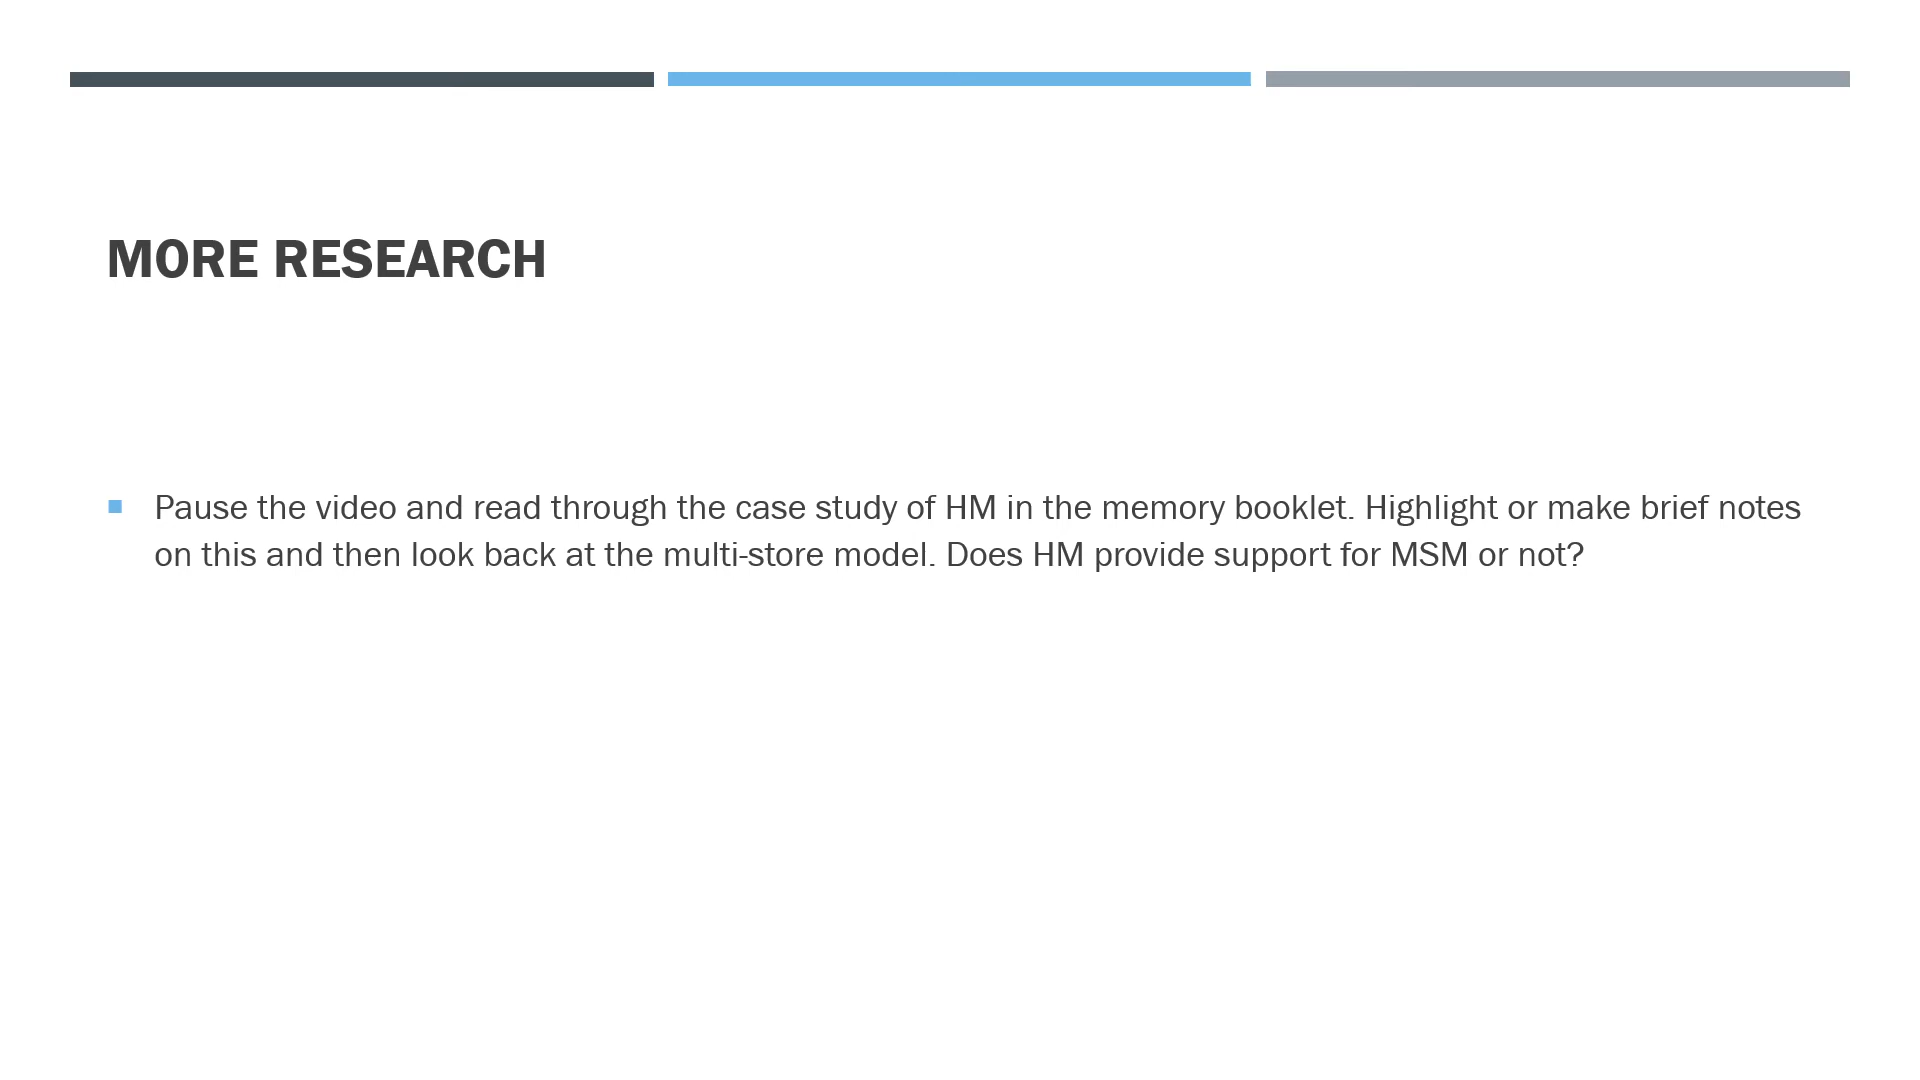 MORE RESEARCH
Pause the video and read through the case study of HM in the memory booklet. Highlight or make brief notes
on this and then look back at the multi-store model. Does HM provide support for MSM or not?